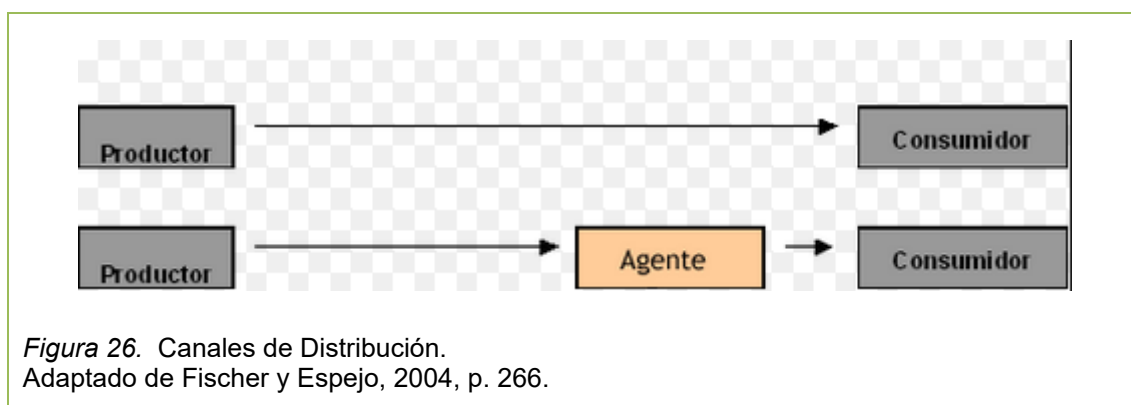 Productor
Consumidor
Productor
Agente
Consumidor
Figura 26. Canales de Distribución.
Adaptado de Fischer y Espejo, 2004, p. 266.